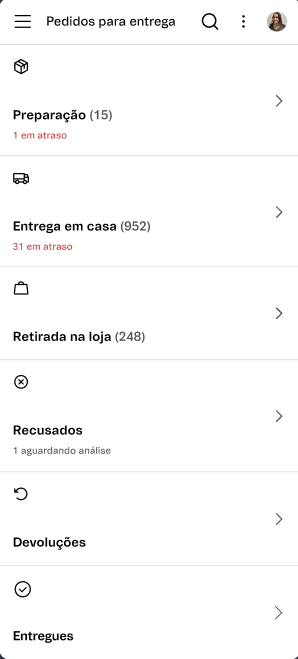 Pedidos para entrega
Preparação (15)
1 em atraso
Entrega em casa (952)
31 em atraso
Retirada na loja (248)
Recusados
1 aguardando análise
Devoluções
Entregues